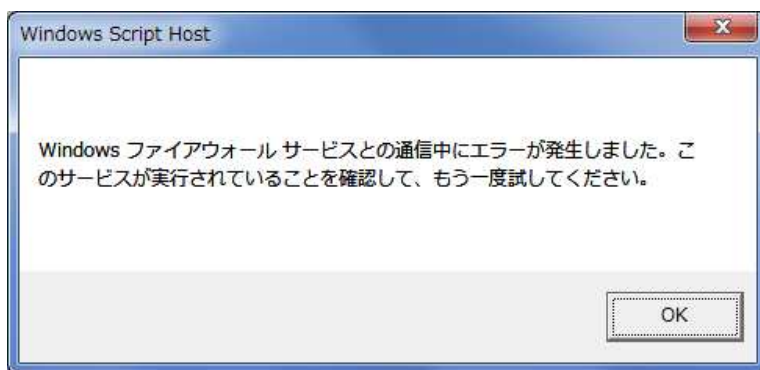 Windows Script Host
Windows ファイアウォール サービスとの通信中にエラーが発生しました。こ
のサービスが実行されていることを確認して、もう一度試してください。
OK